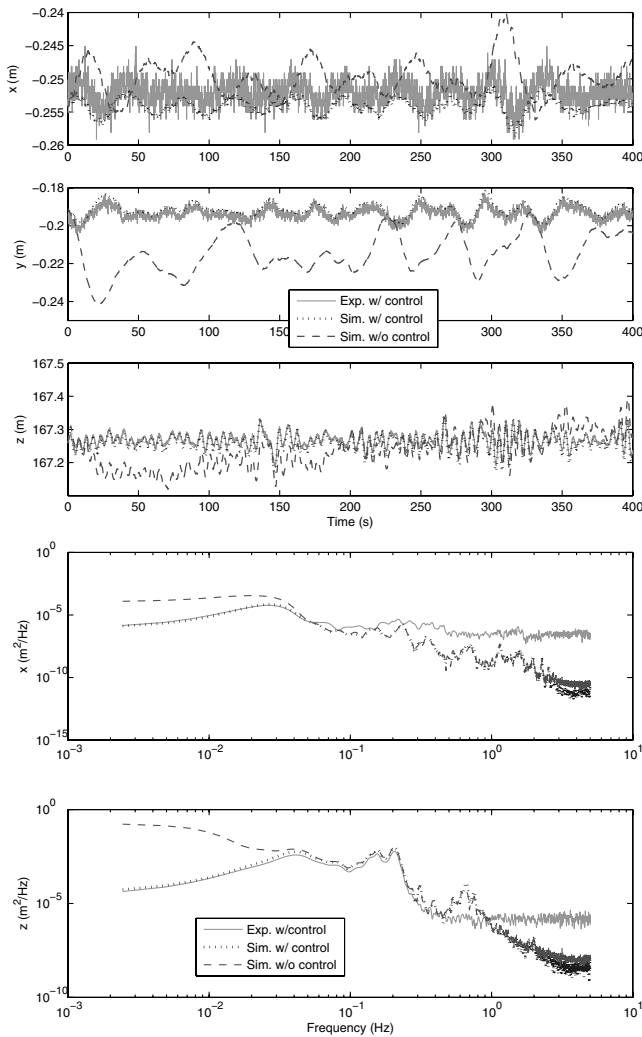 −0.24
−0.245
−0.25
−0.255
−0.26
x (m)
0 50 100 150 200 250 300 350 400
−0.18
−0.2
−0.22
−0.24
y (m)
0 50 100 150 200 250 300 350 400
Exp. w/ control
Sim. w/ control
Sim. w/o control
167.5
167.4
167.3
167.2
z (m)
0 50 100 150 200 250 300 350 400
Time (s)
10^0
10^−5
10^−10
10^−15
x (m^2/Hz)
10^−3 10^−2 10^−1 10^0 10^1
10^0
10^−5
10^−10
z (m^2/Hz)
Exp. w/control
Sim. w/ control
Sim. w/o control
10^−3 10^−2 10^−1 10^0 10^1
Frequency (Hz)